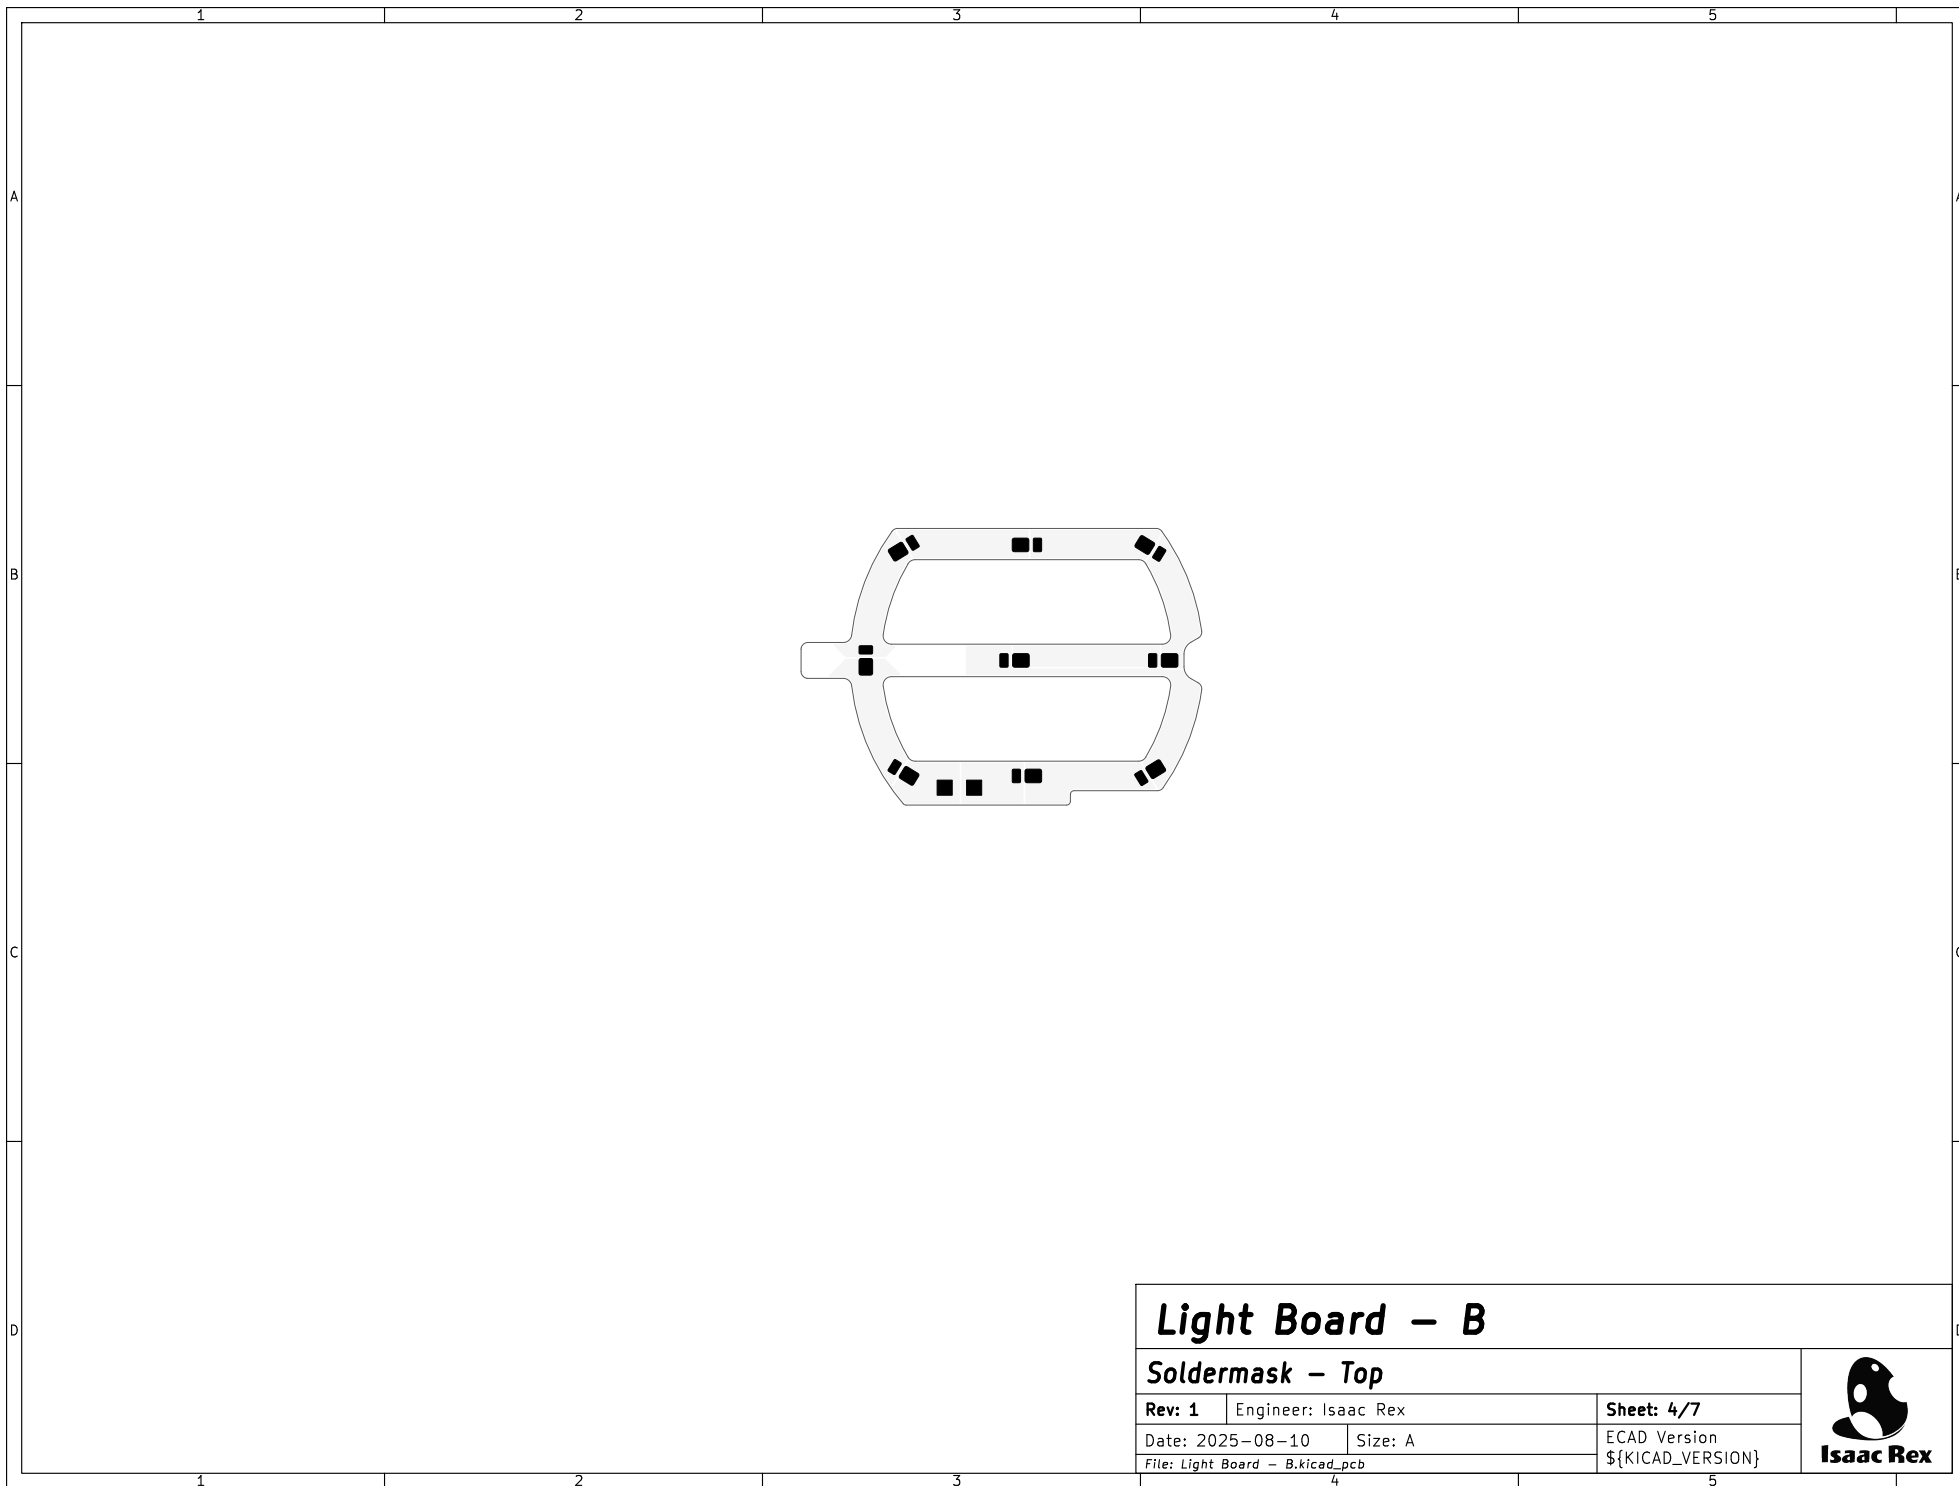 1 2 3 4 5
A A
B B
C
D
Light Board - B
Soldermask - Top
Rev: 1 Engineer: Isaac Rex Sheet: 4/7
Date: 2025-08-10 Size: A ECAD Version
${KICAD_VERSION}
File: Light Board - B.kicad_pcb
Isaac Rex
1 2 3 4 5